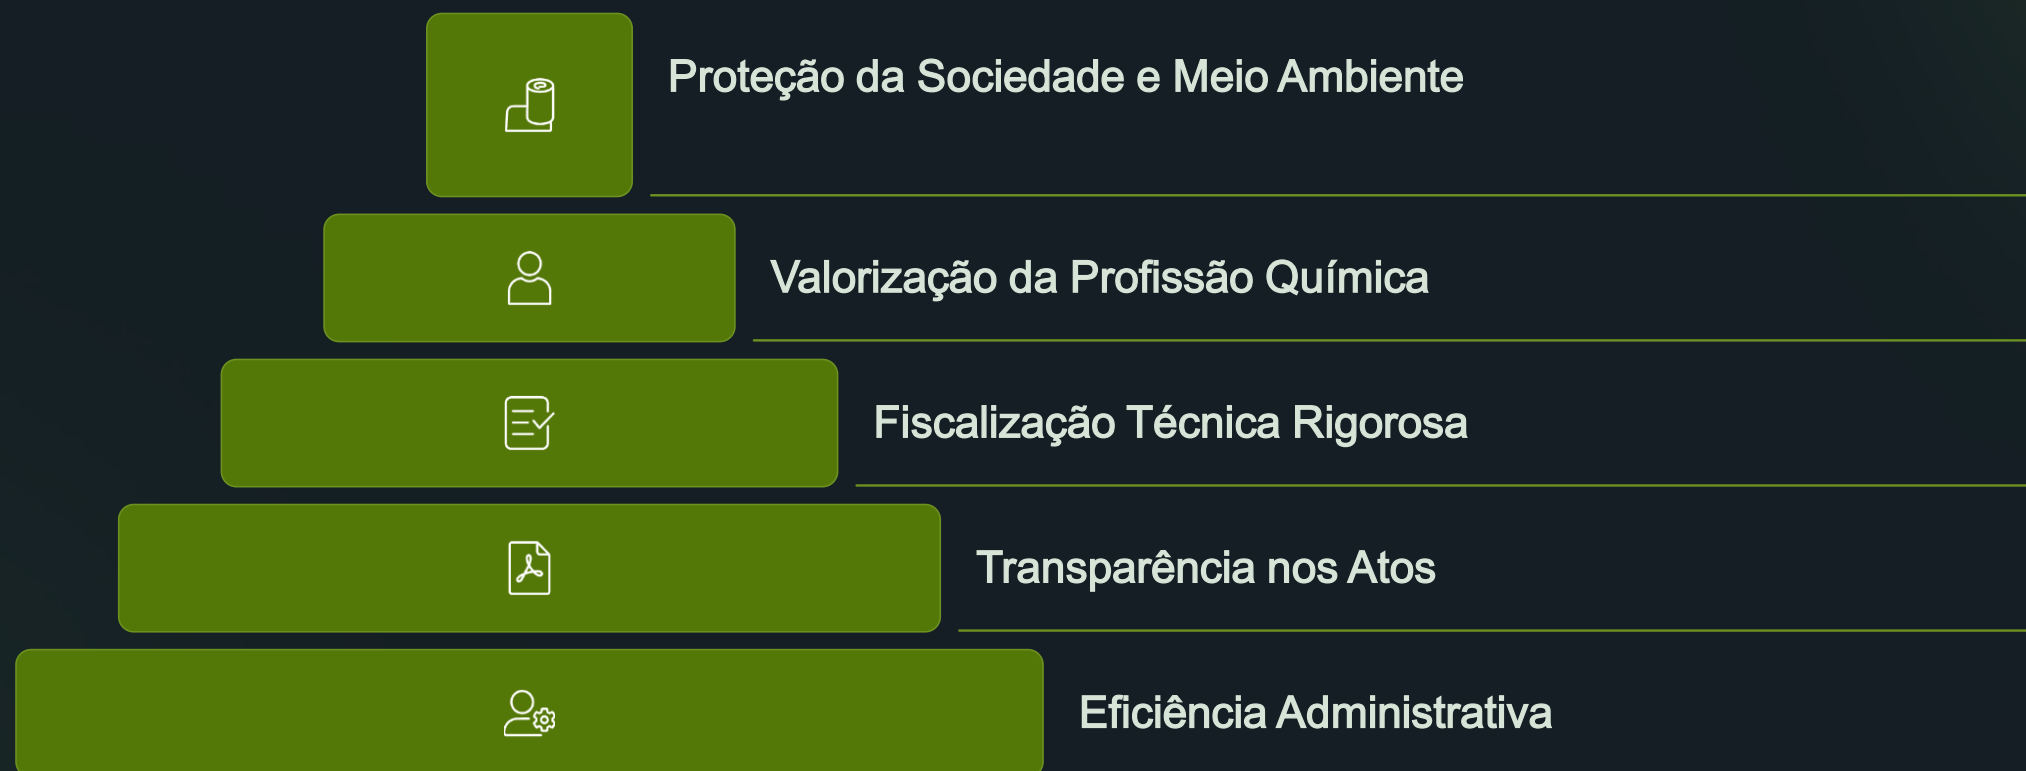 Proteção da Sociedade e Meio Ambiente
Valorização da Profissão Química
Fiscalização Técnica Rigorosa
Transparência nos Atos
Eficiência Administrativa